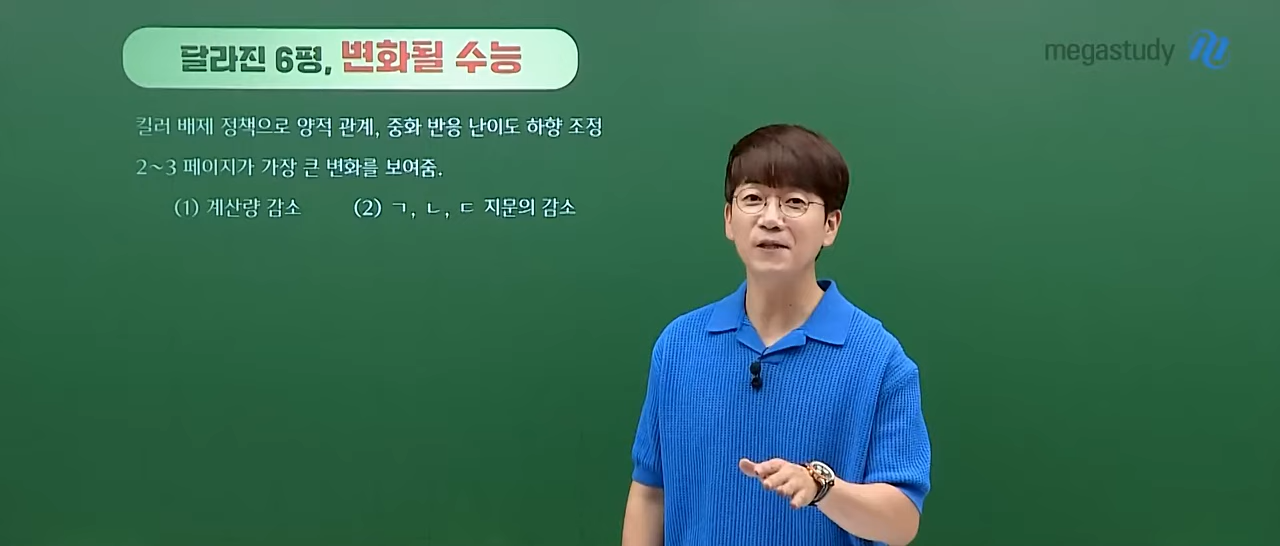 달라진 6평, 변화될 수능
megastudy
킬러 배제 정책으로 양적 관계, 중화 반응 난이도 하향 조정
2~3 페이지가 가장 큰 변화를 보여줌.
(1) 계산량 감소 (2) ㄱ, ㄴ, ㄷ 지문의 감소